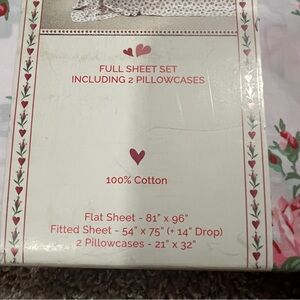 FULL SHEET SET
INCLUDING 2 PILLOWCASES
100% Cotton
Flat Sheet - 81" x 96"
Fitted Sheet - 54" x 75" (+ 14" Drop)
2 Pillowcases - 21" x 32"